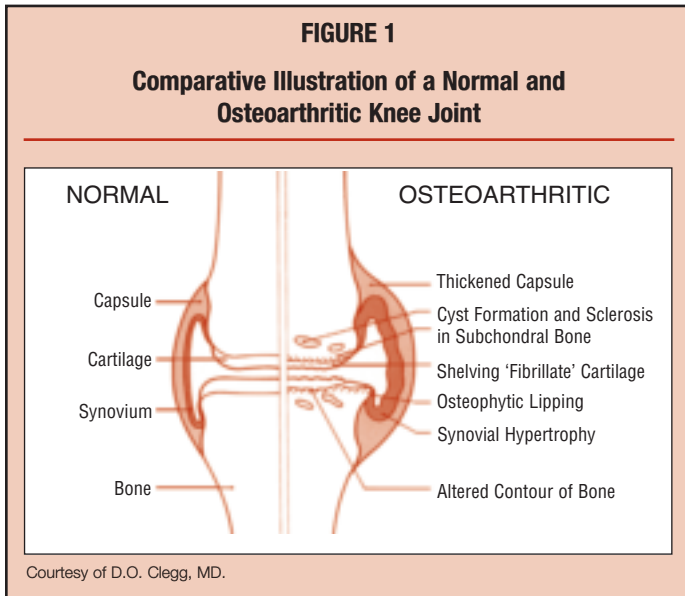 FIGURE 1
Comparative Illustration of a Normal and
Osteoarthritic Knee Joint
NORMAL
OSTEOARTHRITIC
Capsule
Cartilage
Synovium
Bone
Thickened Capsule
Cyst Formation and Sclerosis
in Subchondral Bone
Shelving ‘Fibrillate’ Cartilage
Osteophytic Lipping
Synovial Hypertrophy
Altered Contour of Bone
Courtesy of D.O. Clegg, MD.